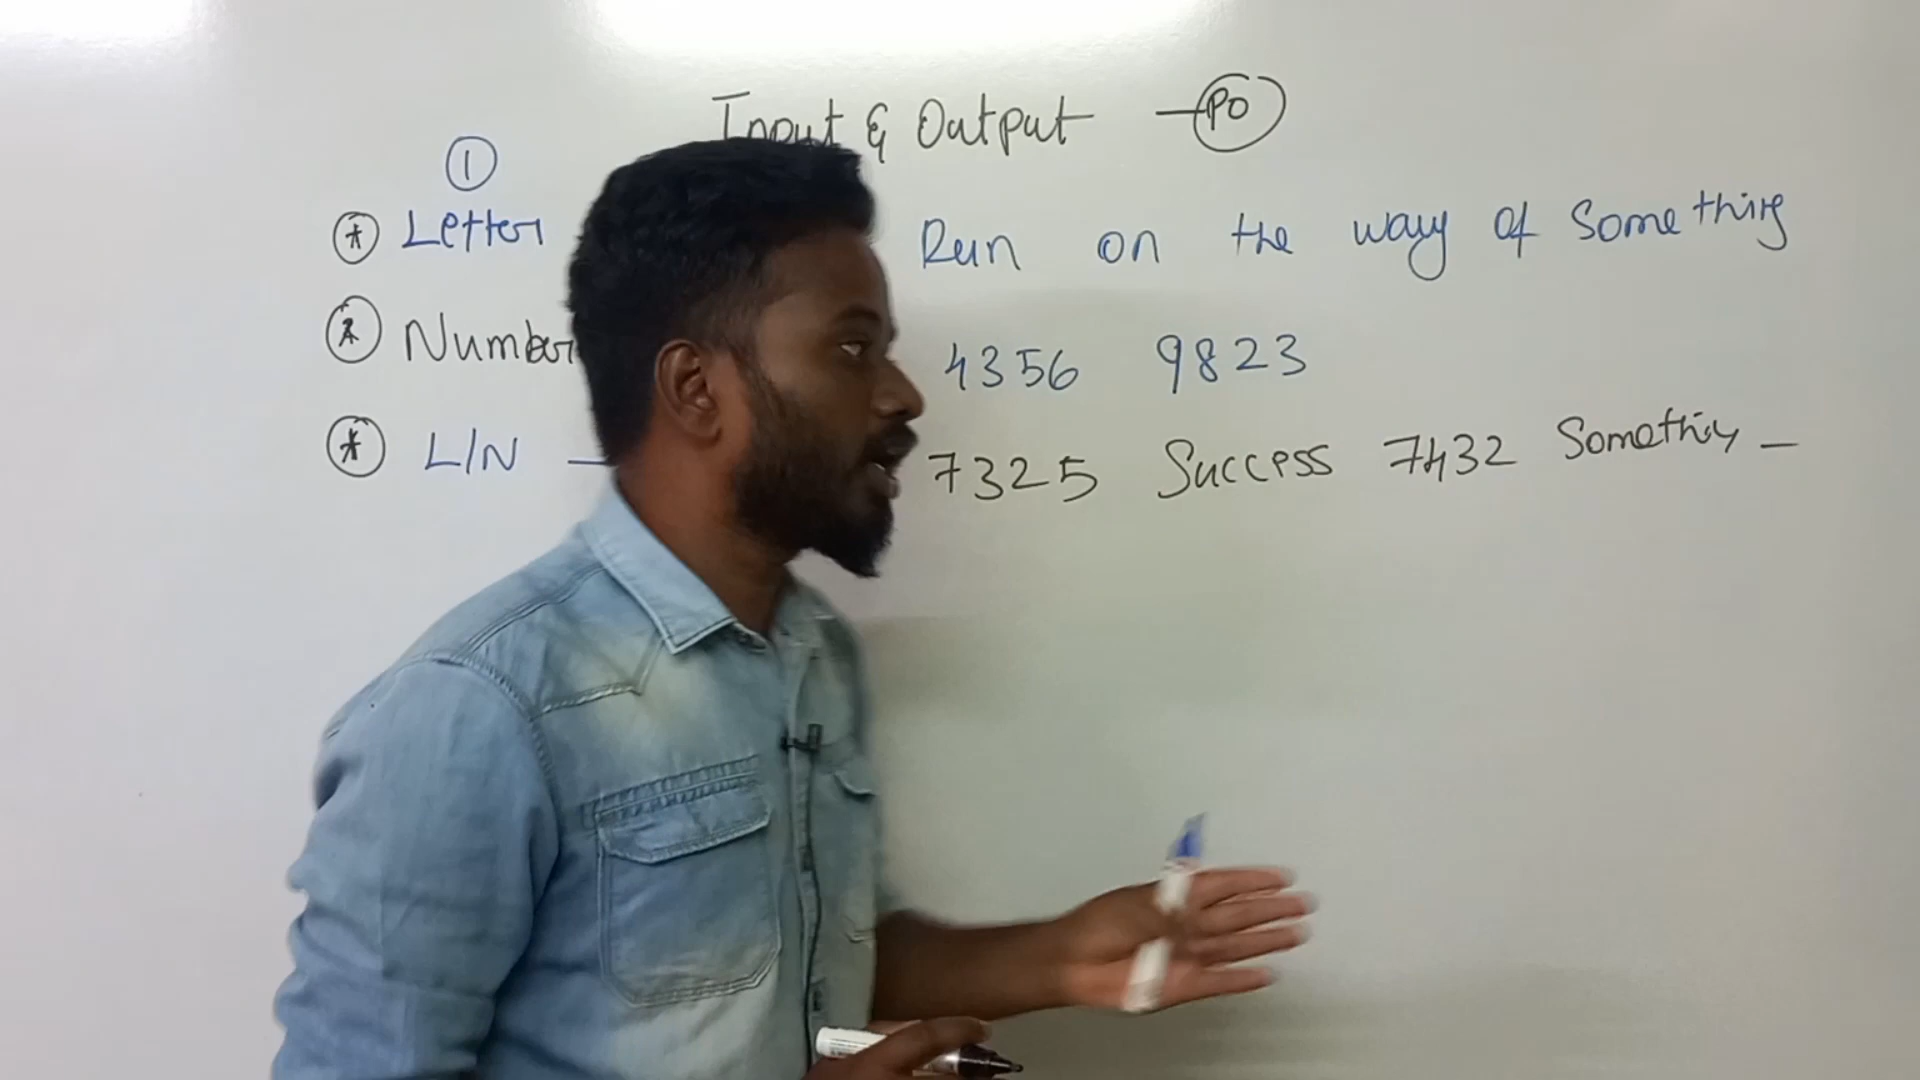 Input & Output — PO
1
* Letter Run on the way of Something
* Number 4356 9823
* L/N — 7325 Success 7432 Something —